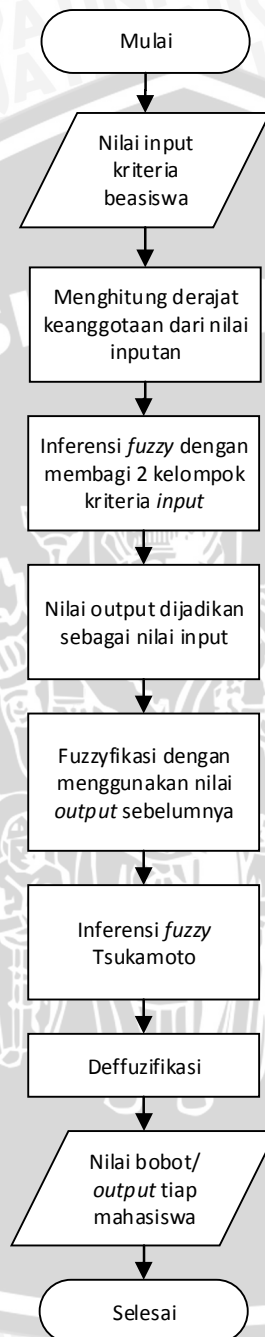 Mulai
Nilai input
kriteria
beasiswa
Menghitung derajat
keanggotaan dari nilai
inputan
Inferensi fuzzy dengan
membagi 2 kelompok
kriteria input
Nilai output dijadikan
sebagai nilai input
Fuzzyfikasi dengan
menggunakan nilai
output sebelumnya
Inferensi fuzzy
Tsukamoto
Deffuzifikasi
Nilai bobot/
output tiap
mahasiswa
Selesai